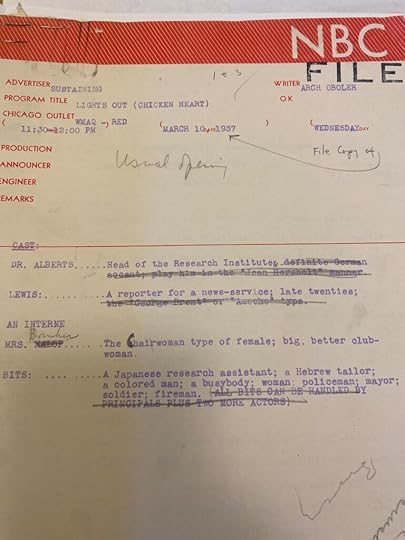 NBC
FILE
1 & 3
ADVERTISER SUSTAINING
WRITER ARCH OBOLER
PROGRAM TITLE LIGHTS OUT (CHICKEN HEART)
OK
CHICAGO OUTLET WMAQ - RED
(11:30-12:00 PM) (MARCH 10, 1937) (WEDNESDAY DAY)
PRODUCTION
File Copy of
ANNOUNCER
Usual opening
ENGINEER
REMARKS
CAST:
DR. ALBERTS......Head of the Research Institute, definite German
accent; play him in the "Jean Hersholt" manner.
LEWIS:...........A reporter for a news-service; late twenties;
the "George Brent" or "Ameche" type.
AN INTERNE
MRS. The Chairwoman type of female; big, better club-
woman.
BITS:............A Japanese research assistant; a Hebrew tailor;
a colored man; a busybody; woman; policeman; mayor;
soldier; fireman. (ALL BITS CAN BE HANDLED BY
PRINCIPALS PLUS TWO MORE ACTORS)